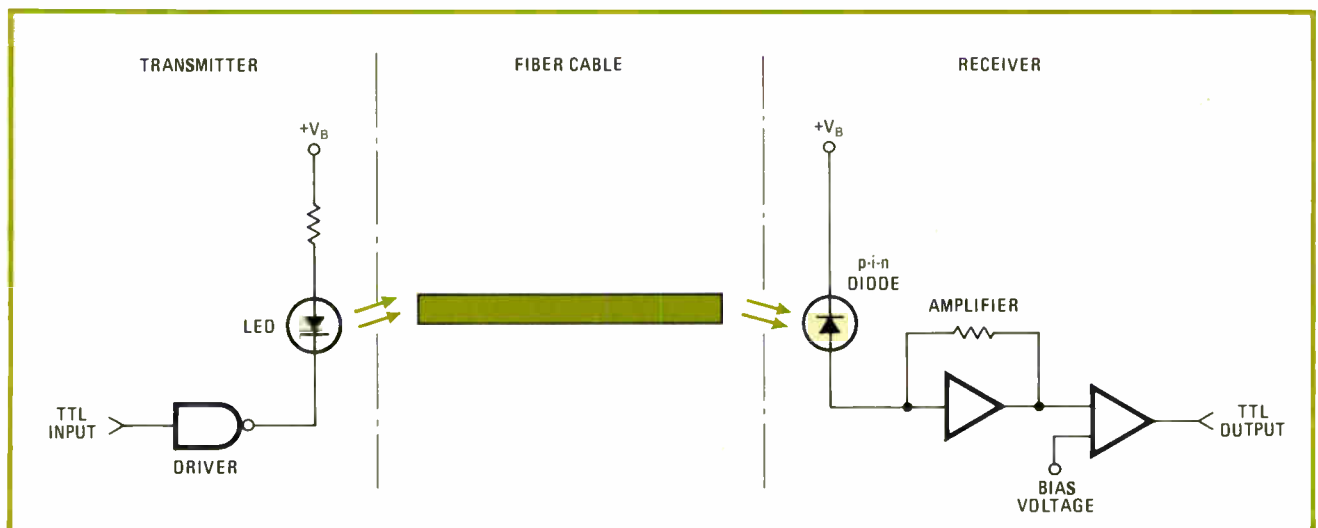 TRANSMITTER
FIBER CABLE
RECEIVER
+VB
+VB
p-i-n
DIODE
LED
AMPLIFIER
TTL
INPUT
DRIVER
TTL
OUTPUT
BIAS
VOLTAGE